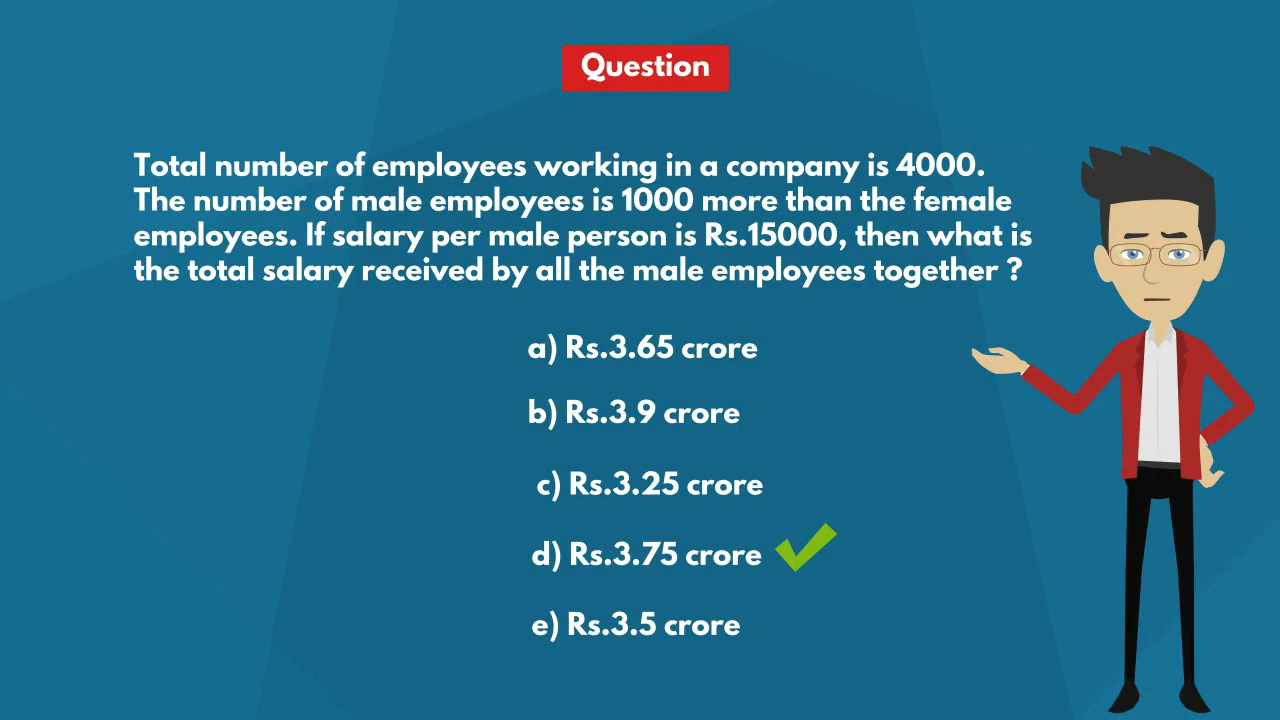 Question
Total number of employees working in a company is 4000.
The number of male employees is 1000 more than the female
employees. If salary per male person is Rs.15000, then what is
the total salary received by all the male employees together ?
a) Rs.3.65 crore
b) Rs.3.9 crore
c) Rs.3.25 crore
d) Rs.3.75 crore
e) Rs.3.5 crore